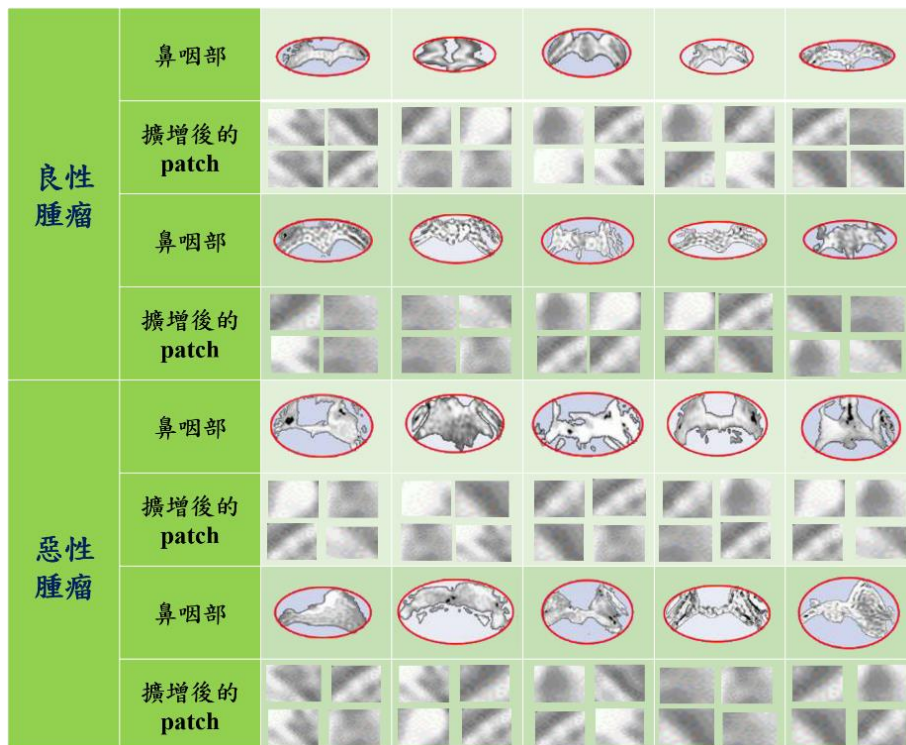 良性
腫瘤
鼻咽部
擴增後的
patch
鼻咽部
擴增後的
patch
惡性
腫瘤
鼻咽部
擴增後的
patch
鼻咽部
擴增後的
patch